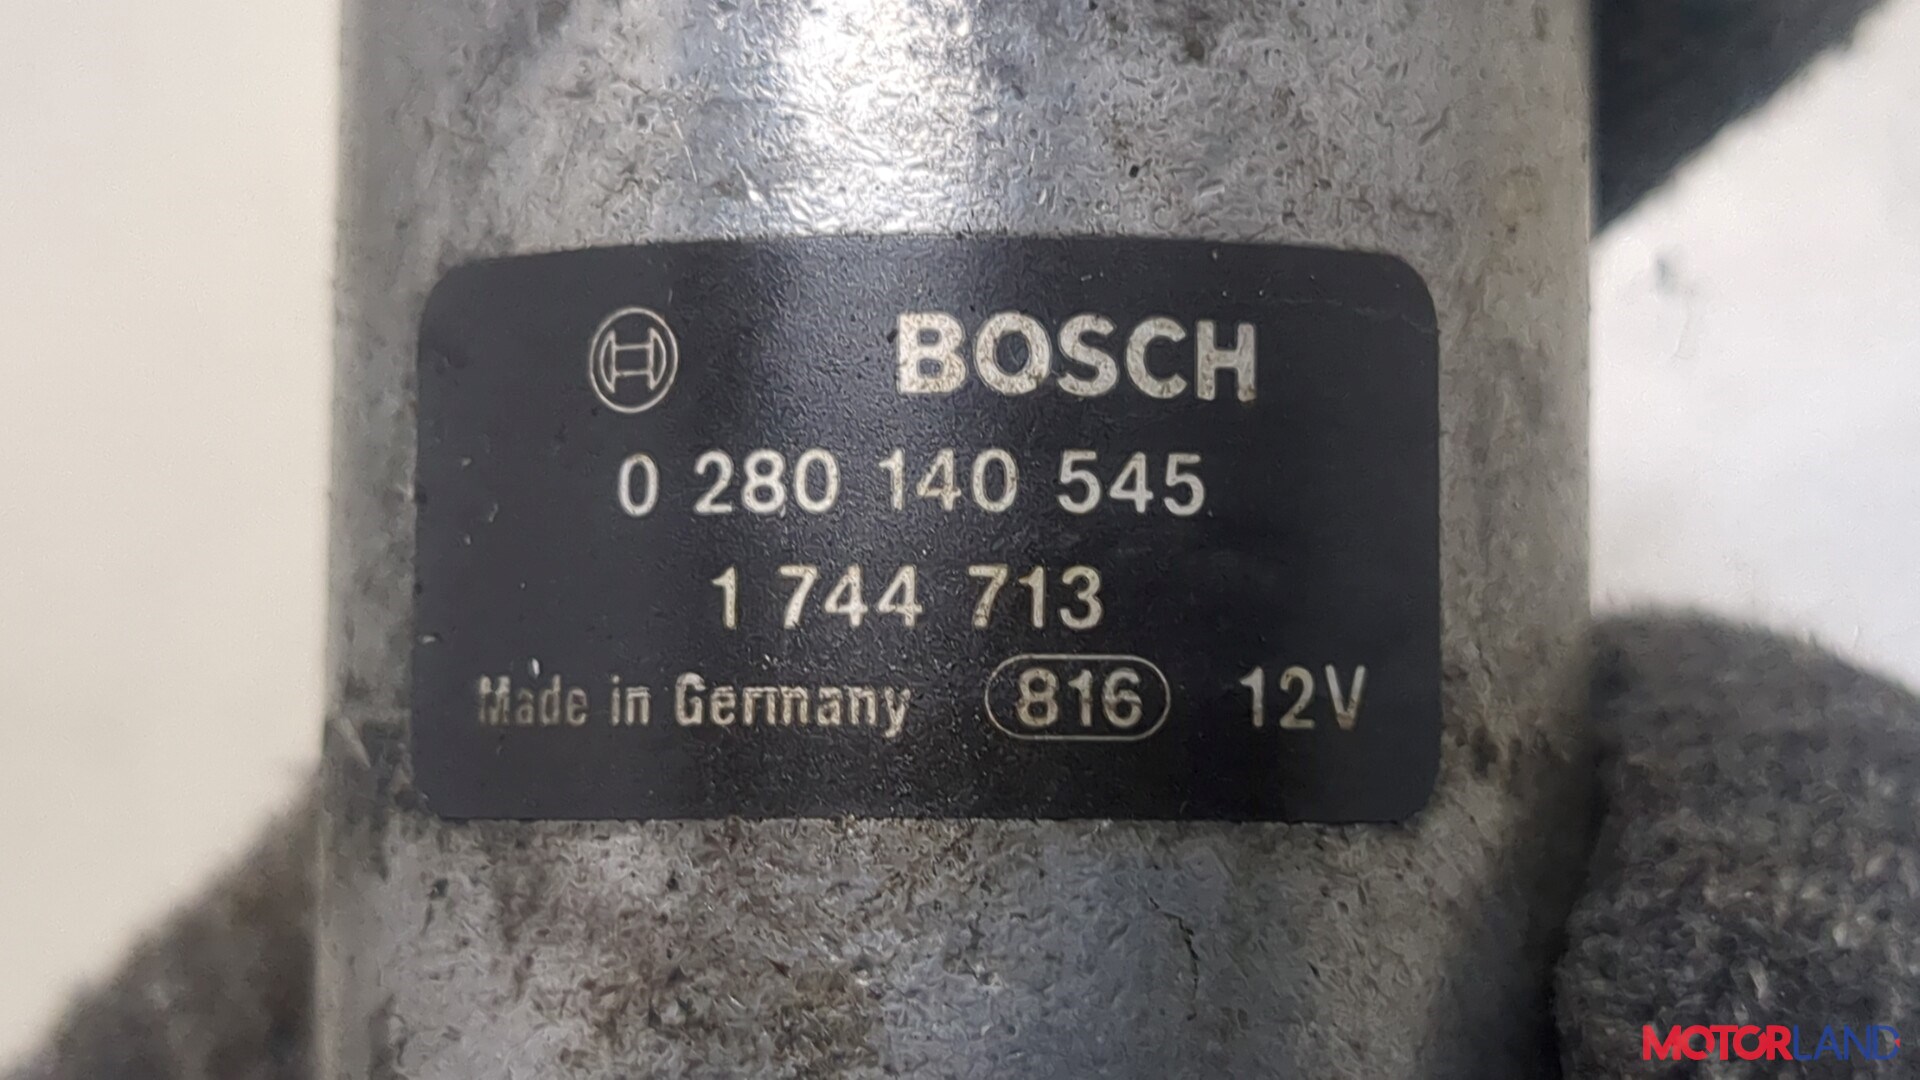 BOSCH
0 280 140 545
1 744 713
Made in Germany 816 12V
MOTORLAND